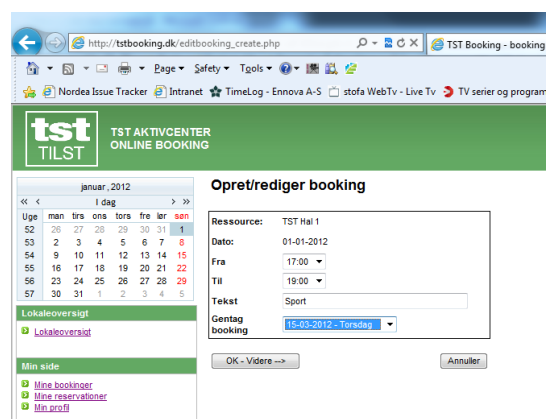 http://tstbooking.dk/editbooking_create.php
TST Booking - booking
Page Safety Tools
Nordea Issue Tracker Intranet TimeLog - Ennova A-S stofa WebTv - Live Tv TV serier og program
tst
TILST
TST AKTIVCENTER
ONLINE BOOKING
januar, 2012
« ‹ I dag › »
Uge man tirs ons tors fre lør søn
52 26 27 28 29 30 31 1
53 2 3 4 5 6 7 8
54 9 10 11 12 13 14 15
55 16 17 18 19 20 21 22
56 23 24 25 26 27 28 29
57 30 31 1 2 3 4 5
Lokaleoversigt
Lokaleoversigt
Min side
Mine bookinger
Mine reservationer
Min profil
Opret/rediger booking
Ressource: TST Hal 1
Dato: 01-01-2012
Fra 17:00
Til 19:00
Tekst Sport
Gentag
booking 15-03-2012 - Torsdag
OK - Videre --> Annuller